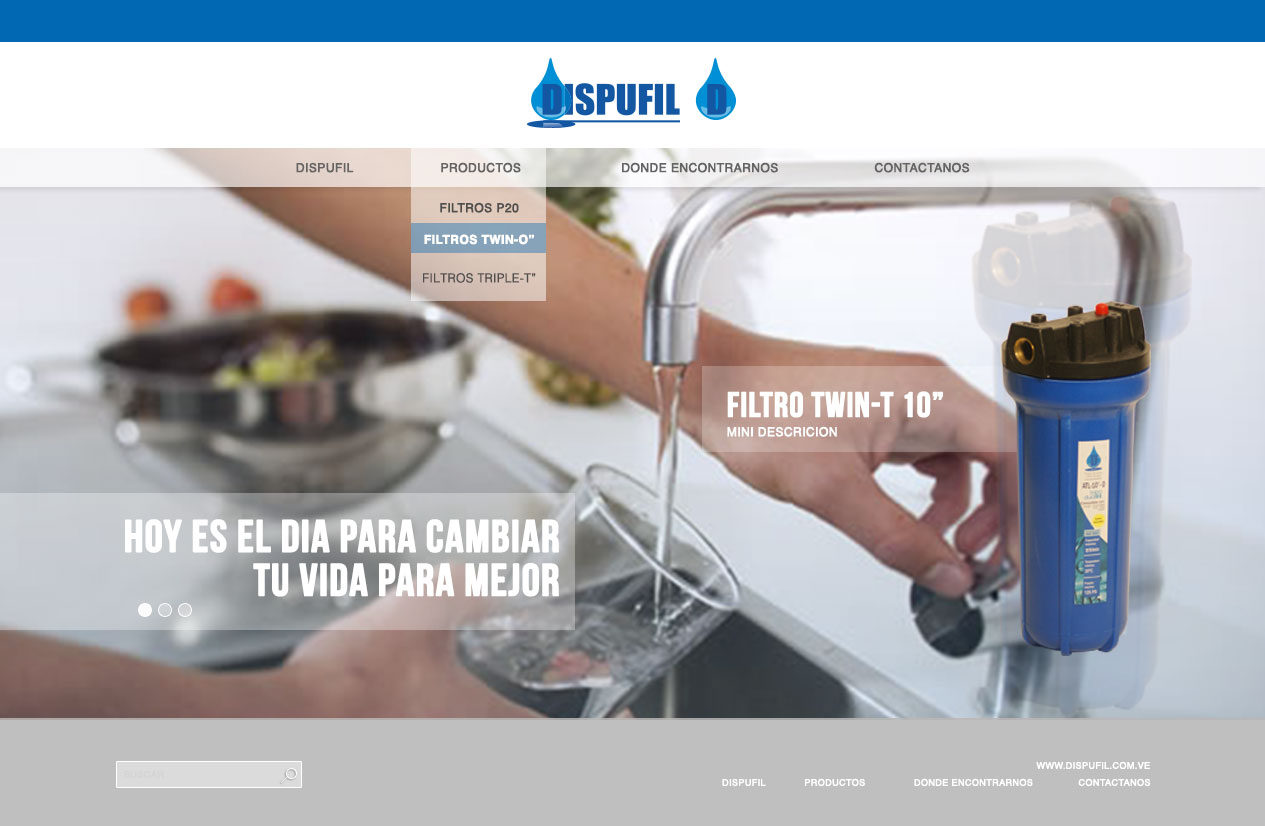 DISPUFIL D
DISPUFIL PRODUCTOS DONDE ENCONTRARNOS CONTACTANOS
FILTROS P20
FILTROS TWIN-O”
FILTROS TRIPLE-T”
FILTRO TWIN-T 10”
MINI DESCRICION
HOY ES EL DIA PARA CAMBIAR
TU VIDA PARA MEJOR
BUSCAR
WWW.DISPUFIL.COM.VE
DISPUFIL PRODUCTOS DONDE ENCONTRARNOS CONTACTANOS